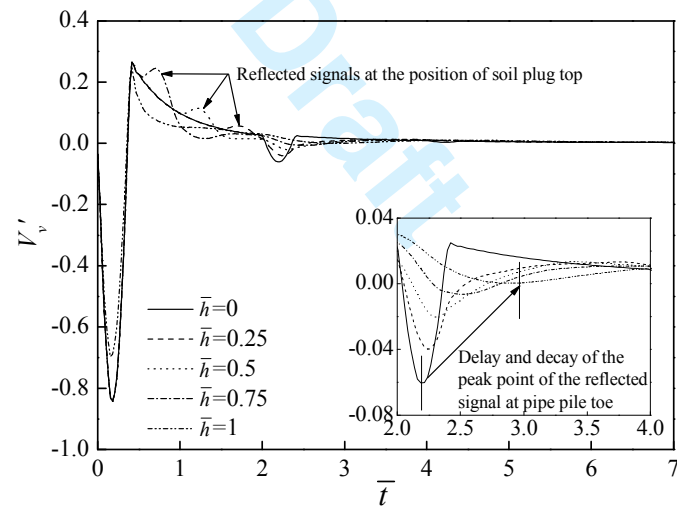 Draft
0.4
0.2
0.0
-0.2
-0.4
-0.6
-0.8
-1.0
V_v'
Reflected signals at the position of soil plug top
h̅=0
h̅=0.25
h̅=0.5
h̅=0.75
h̅=1
0.04
0.00
-0.04
-0.08
Delay and decay of the
peak point of the reflected
signal at pipe pile toe
2.0 2.5 3.0 3.5 4.0
0 1 2 3 4 5 6 7
t̅